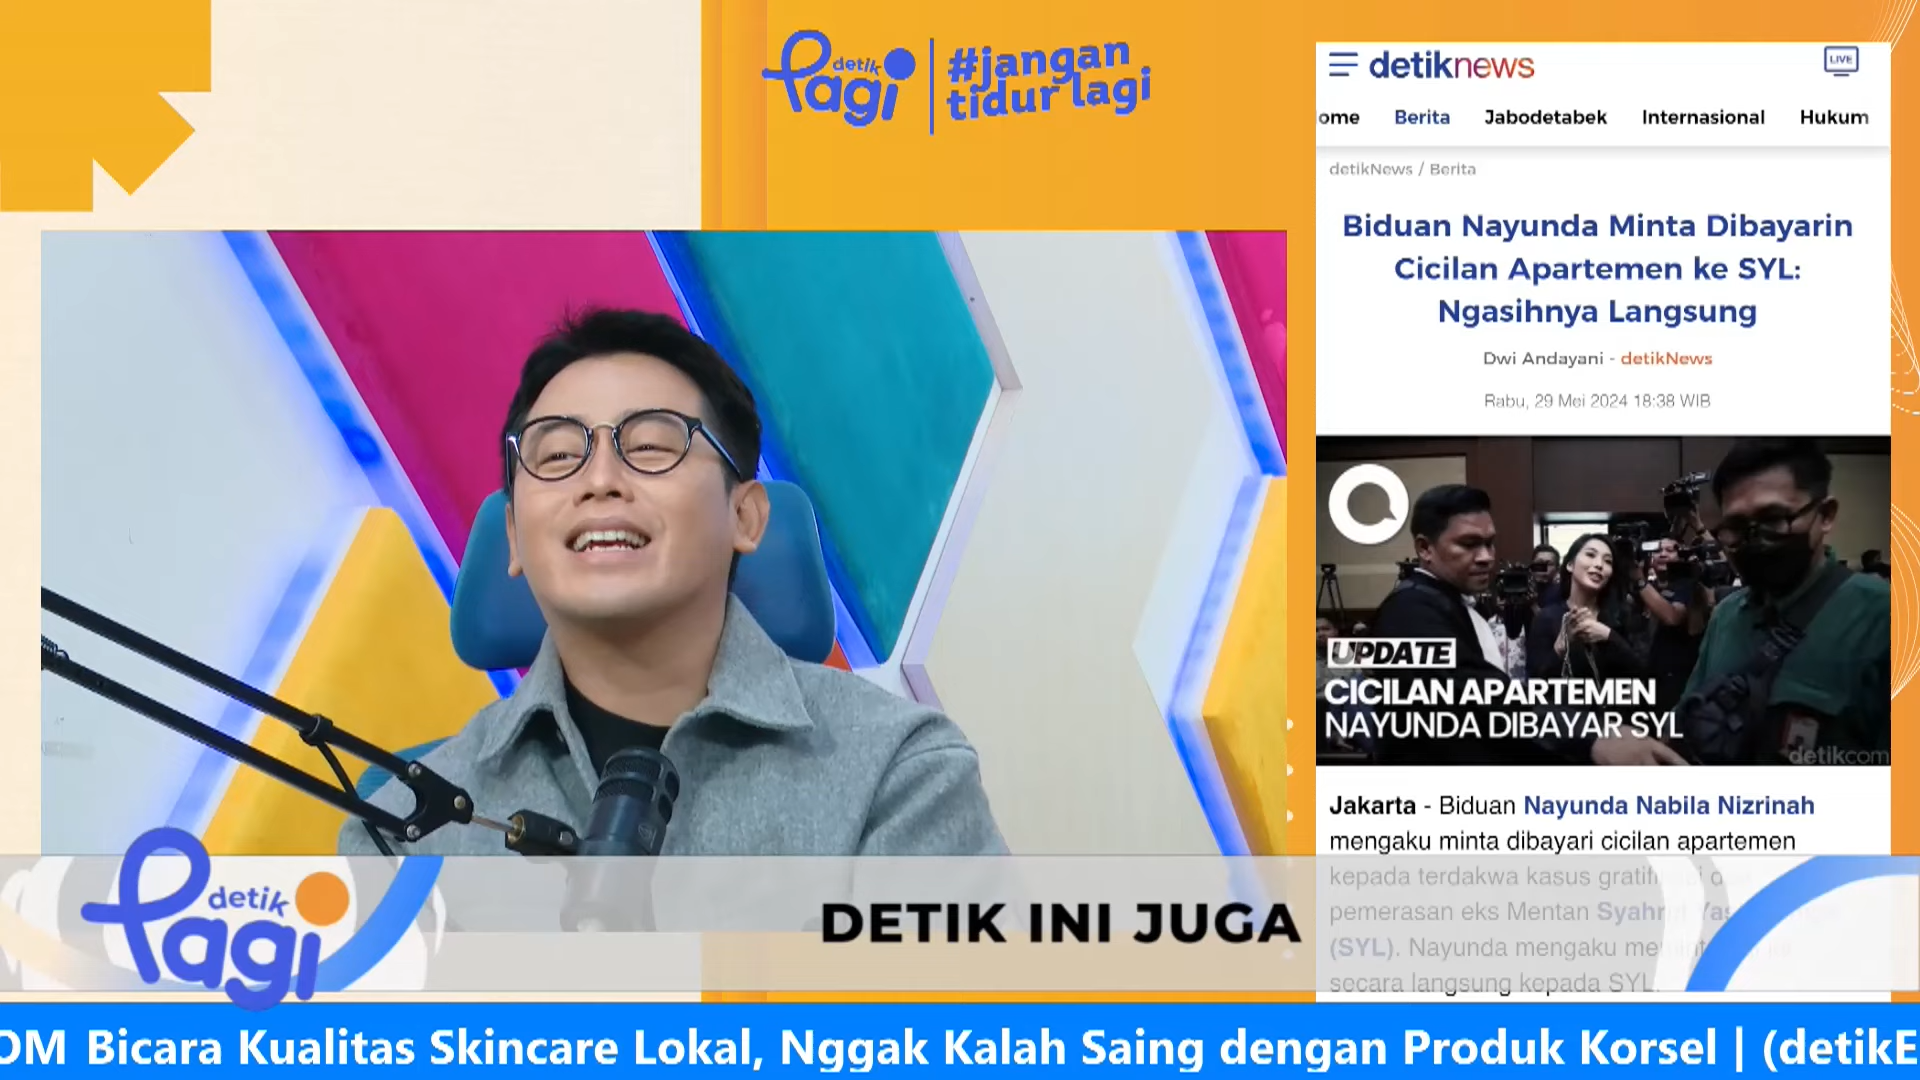 detik
Pagi
#jangan
tidur lagi
detiknews
LIVE
ome Berita Jabodetabek Internasional Hukum
detikNews / Berita
Biduan Nayunda Minta Dibayarin
Cicilan Apartemen ke SYL:
Ngasihnya Langsung
Dwi Andayani - detikNews
Rabu, 29 Mei 2024 18:38 WIB
UPDATE
CICILAN APARTEMEN
NAYUNDA DIBAYAR SYL
detikcom
Jakarta - Biduan Nayunda Nabila Nizrinah
mengaku minta dibayari cicilan apartemen
kepada terdakwa kasus
pemerasan eks Mentan
(SYL). Nayunda mengaku
secara langsung kepada SYL.
detik
Pagi
DETIK INI JUGA
OM Bicara Kualitas Skincare Lokal, Nggak Kalah Saing dengan Produk Korsel | (detikE